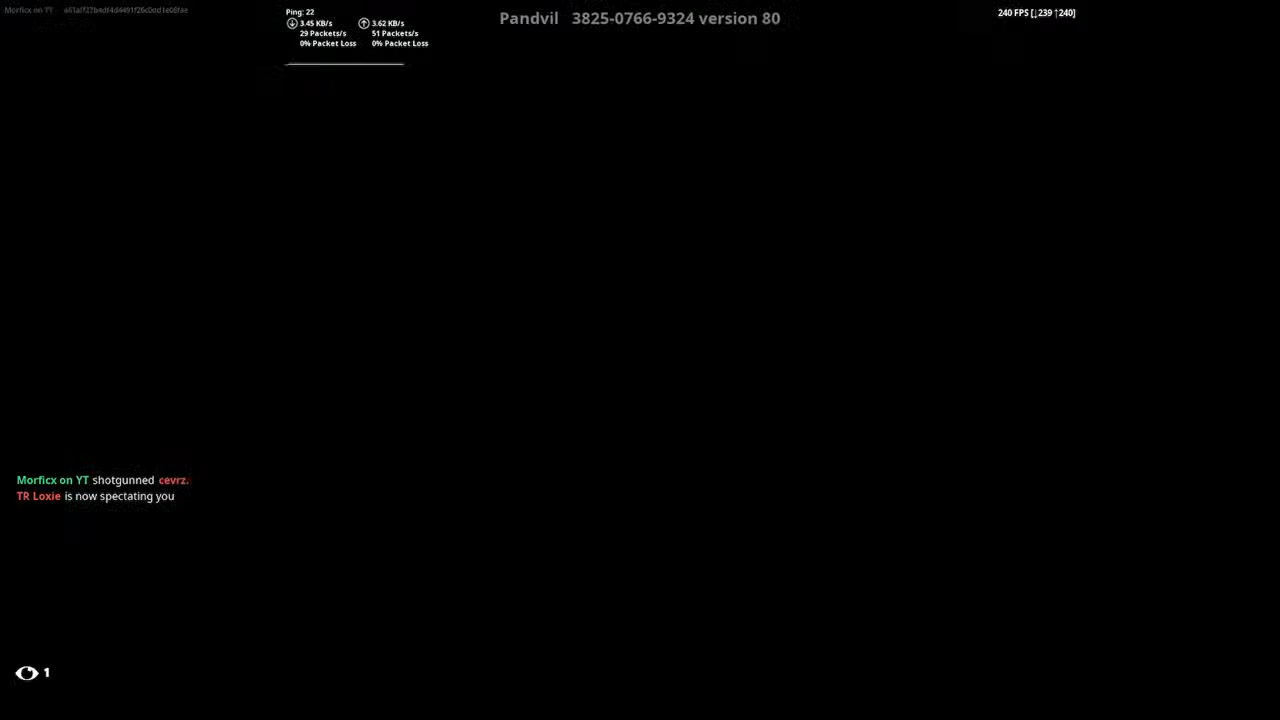 Morficx on YT
Ping: 22
3.45 KB/s 3.62 KB/s
29 Packets/s 51 Packets/s
0% Packet Loss 0% Packet Loss
Pandvil 3825-0766-9324 version 80
240 FPS [↓239 ↑240]
Morficx on YT shotgunned cevrz.
TR Loxie is now spectating you
1